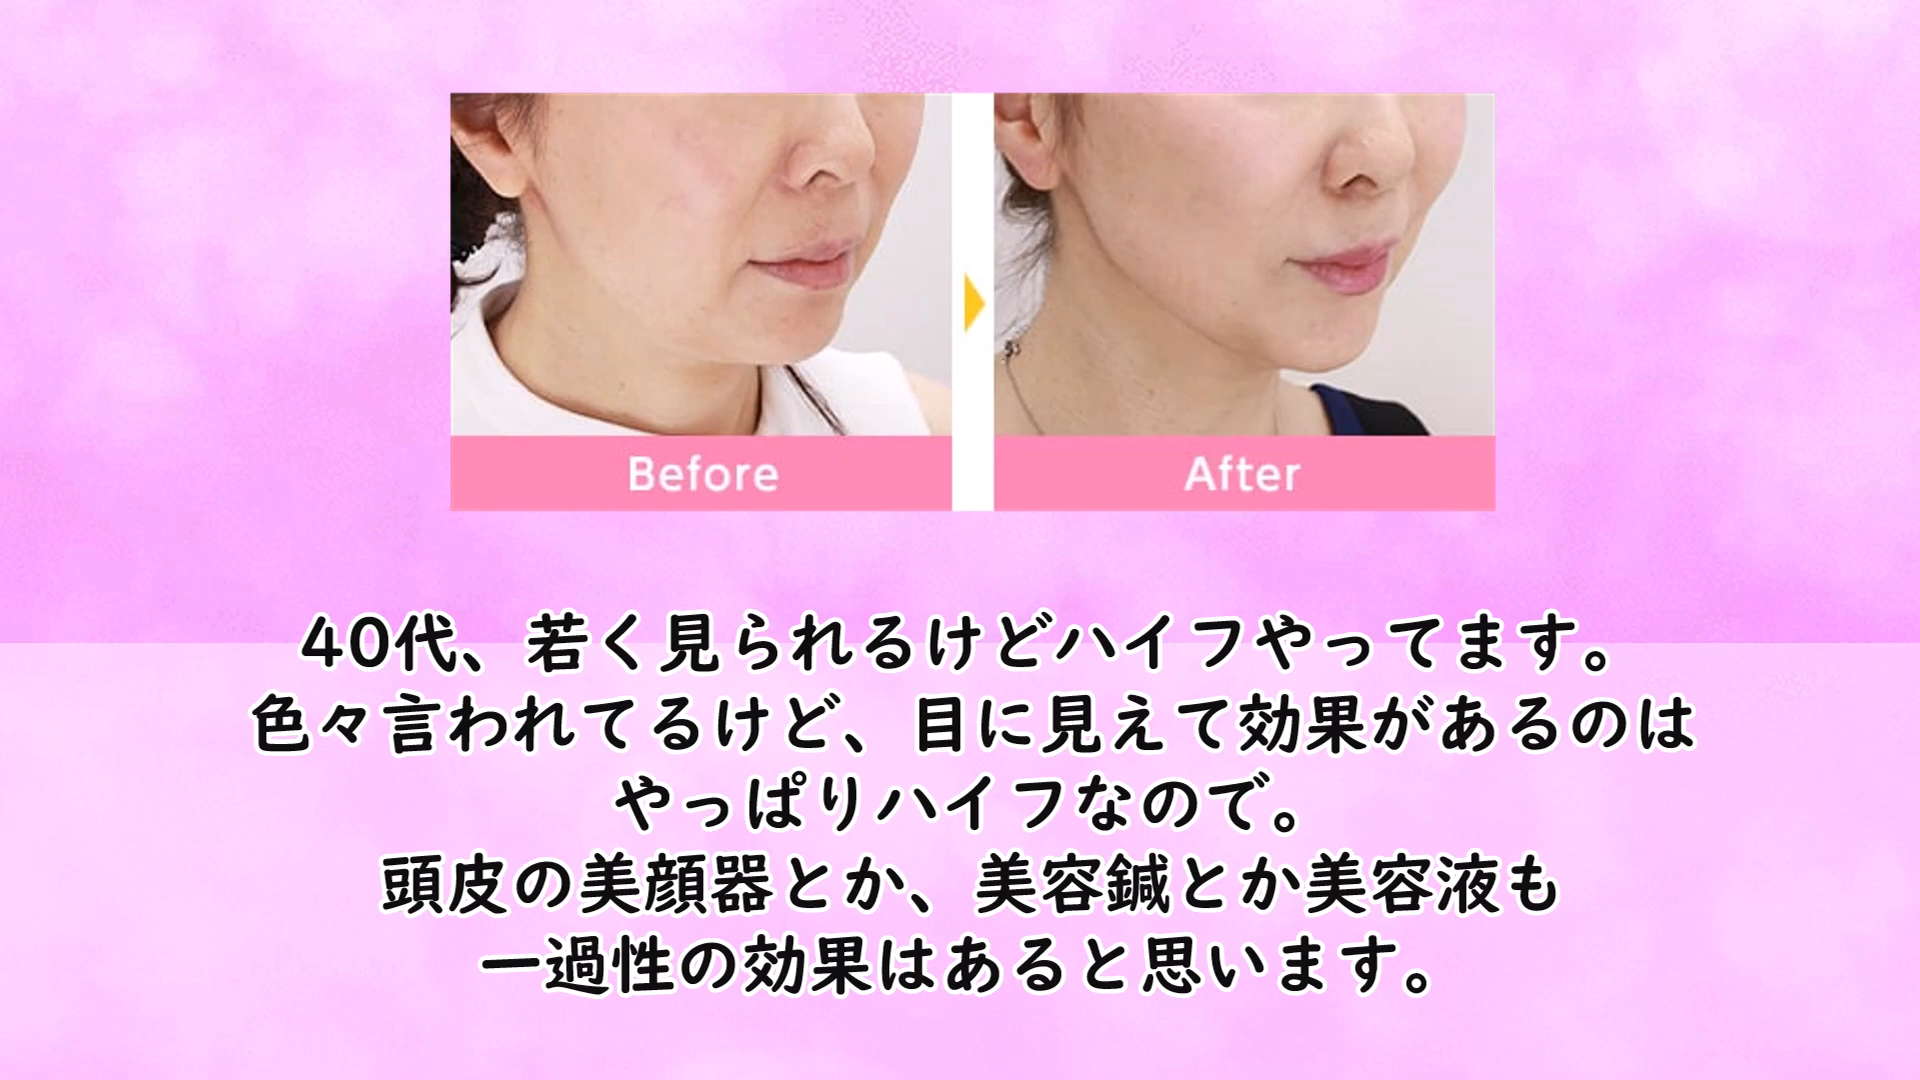 Before
After
40代、若く見られるけどハイフやってます。
色々言われてるけど、目に見えて効果があるのは
やっぱりハイフなので。
頭皮の美顔器とか、美容鍼とか美容液も
一過性の効果はあると思います。